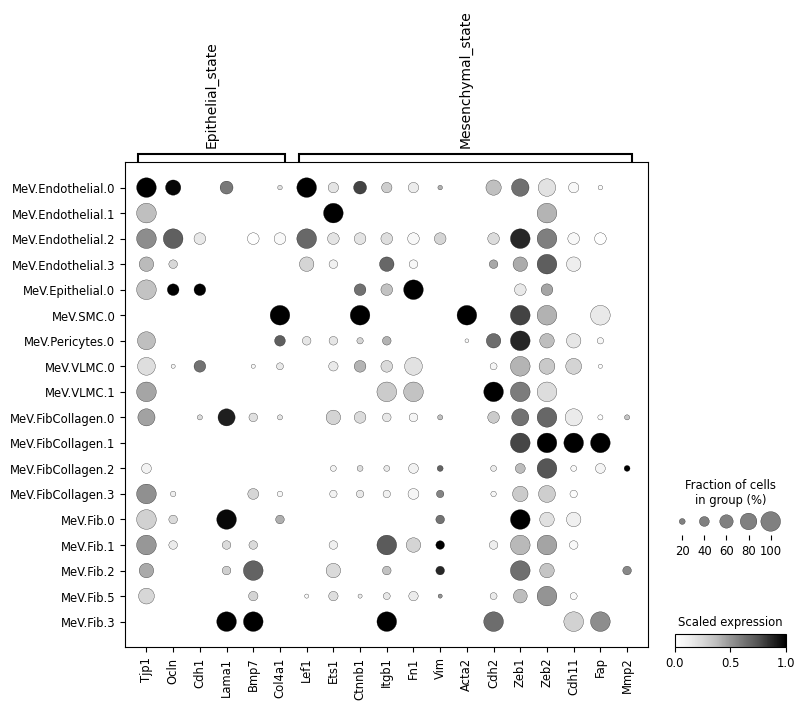 Epithelial_state
Mesenchymal_state
MeV.Endothelial.0
MeV.Endothelial.1
MeV.Endothelial.2
MeV.Endothelial.3
MeV.Epithelial.0
MeV.SMC.0
MeV.Pericytes.0
MeV.VLMC.0
MeV.VLMC.1
MeV.FibCollagen.0
MeV.FibCollagen.1
MeV.FibCollagen.2
MeV.FibCollagen.3
MeV.Fib.0
MeV.Fib.1
MeV.Fib.2
MeV.Fib.5
MeV.Fib.3
Tjp1
Ocln
Cdh1
Lama1
Bmp7
Col4a1
Lef1
Ets1
Ctnnb1
Itgb1
Fn1
Vim
Acta2
Cdh2
Zeb1
Zeb2
Cdh11
Fap
Mmp2
Fraction of cells
in group (%)
20 40 60 80 100
Scaled expression
0.0 0.5 1.0